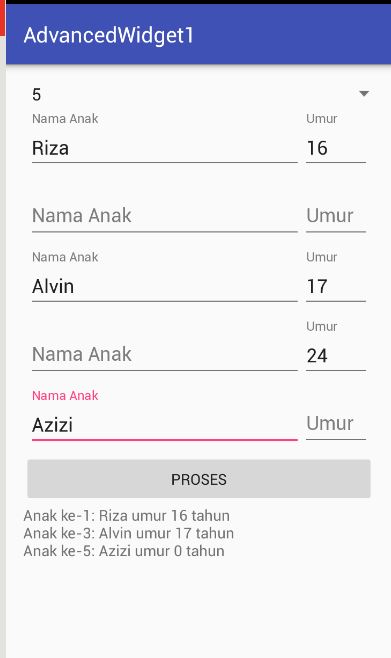 AdvancedWidget1
5
Nama Anak Umur
Riza 16
Nama Anak Umur
Nama Anak Umur
Alvin 17
Umur
Nama Anak 24
Nama Anak
Azizi Umur
PROSES
Anak ke-1: Riza umur 16 tahun
Anak ke-3: Alvin umur 17 tahun
Anak ke-5: Azizi umur 0 tahun